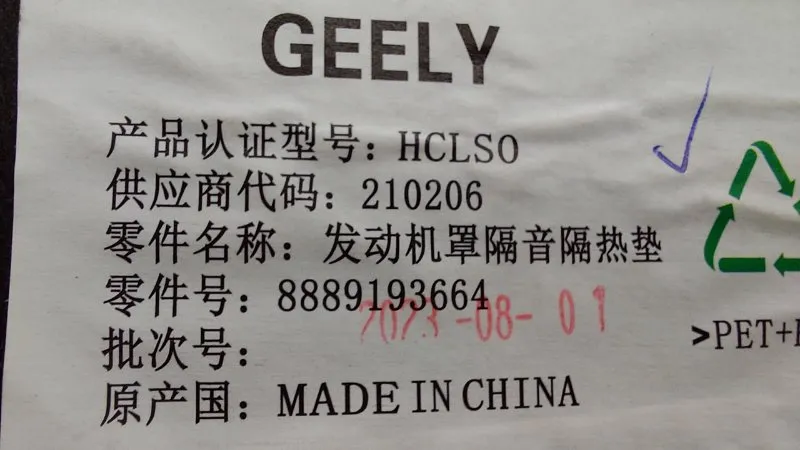 GEELY
产品认证型号：HCLSO
供应商代码：210206
零件名称：发动机罩隔音隔热垫
零件号：8889193664
2023-08-01
>PET+
批次号：
原产国：MADE IN CHINA